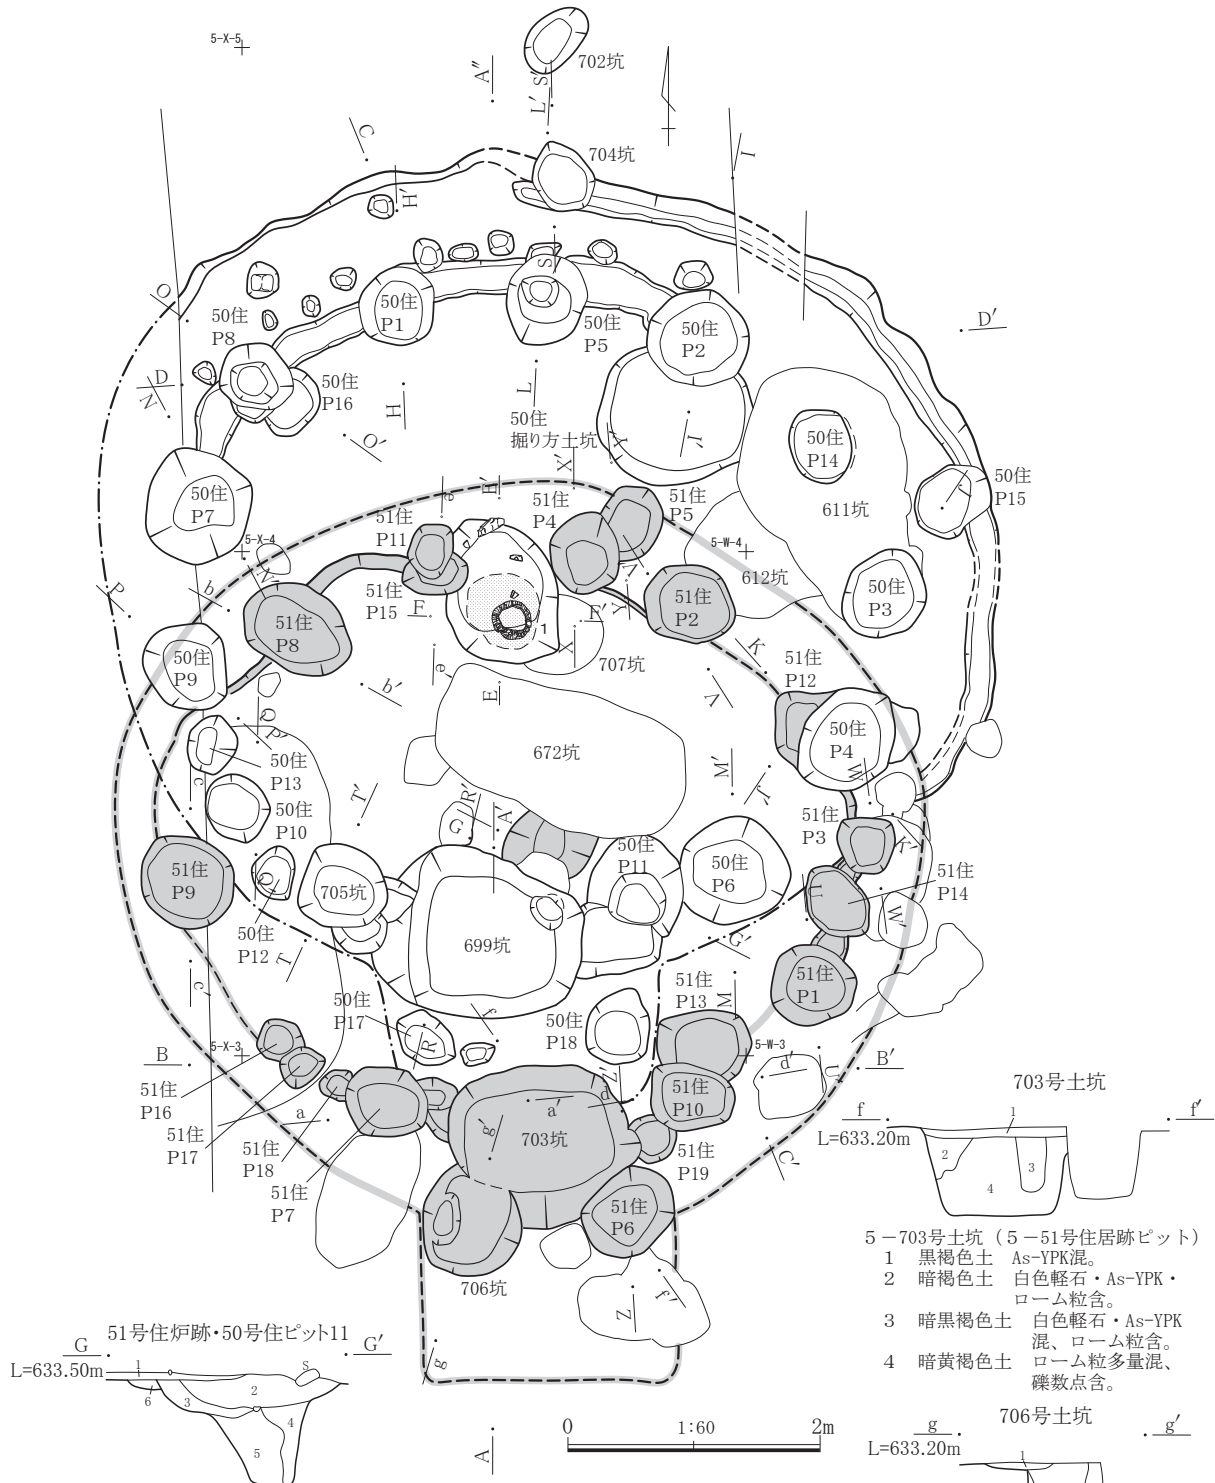 5-X-5
702坑
A″
S′
L′
C
704坑
I
H′
S
O
50住
P1
50住
P8
50住
P5
50住
P2
D′
D
N
50住
P16
H
L
O′
50住
掘り方土坑
I′
50住
P14
J
50住
P15
50住
P7
X′
Y′
e
E′
51住
P4
51住
P5
611坑
51住
P11
5-X-4
5-W-4
612坑
N′
P
b
51住
P15
F
F′
V′
Y
X
1
51住
P2
50住
P3
51住
P8
50住
P9
707坑
K
51住
P12
e′
b′
E
V
50住
P4
Q′
P′
50住
P13
672坑
M′
J′
W
c
T′
R′
A′
G
50住
P10
51住
P3
K′
50住
P11
50住
P6
51住
P9
Q
705坑
U
51住
P14
W′
50住
P12
T
699坑
G′
c′
51住
P13
M
51住
P1
f
50住
P17
R
50住
P18
5-X-3
5-W-3
B
B′
d′
U′
Z′
d
51住
P16
51住
P10
a
a′
703号土坑
51住
P17
g′
703坑
f
f′
L=633.20m
1
2
3
4
51住
P18
51住
P19
C′
51住
P7
51住
P6
706坑
Z
f′
5－703号土坑（5－51号住居跡ピット）
1 黒褐色土 As-YPK混。
2 暗褐色土 白色軽石・As-YPK・
ローム粒含。
3 暗黒褐色土 白色軽石・As-YPK
混、ローム粒含。
4 暗黄褐色土 ローム粒多量混、
礫数点含。
51号住炉跡・50号住ピット11
G
G′
L=633.50m
1
S
2
6
3
4
5
g
A
0
1:60
2m
706号土坑
g
g′
L=633.20m
1